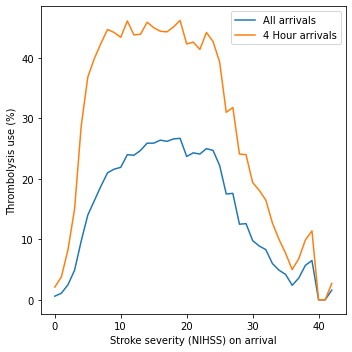 All arrivals
4 Hour arrivals
Thrombolysis use (%)
40
30
20
10
0
0 10 20 30 40
Stroke severity (NIHSS) on arrival